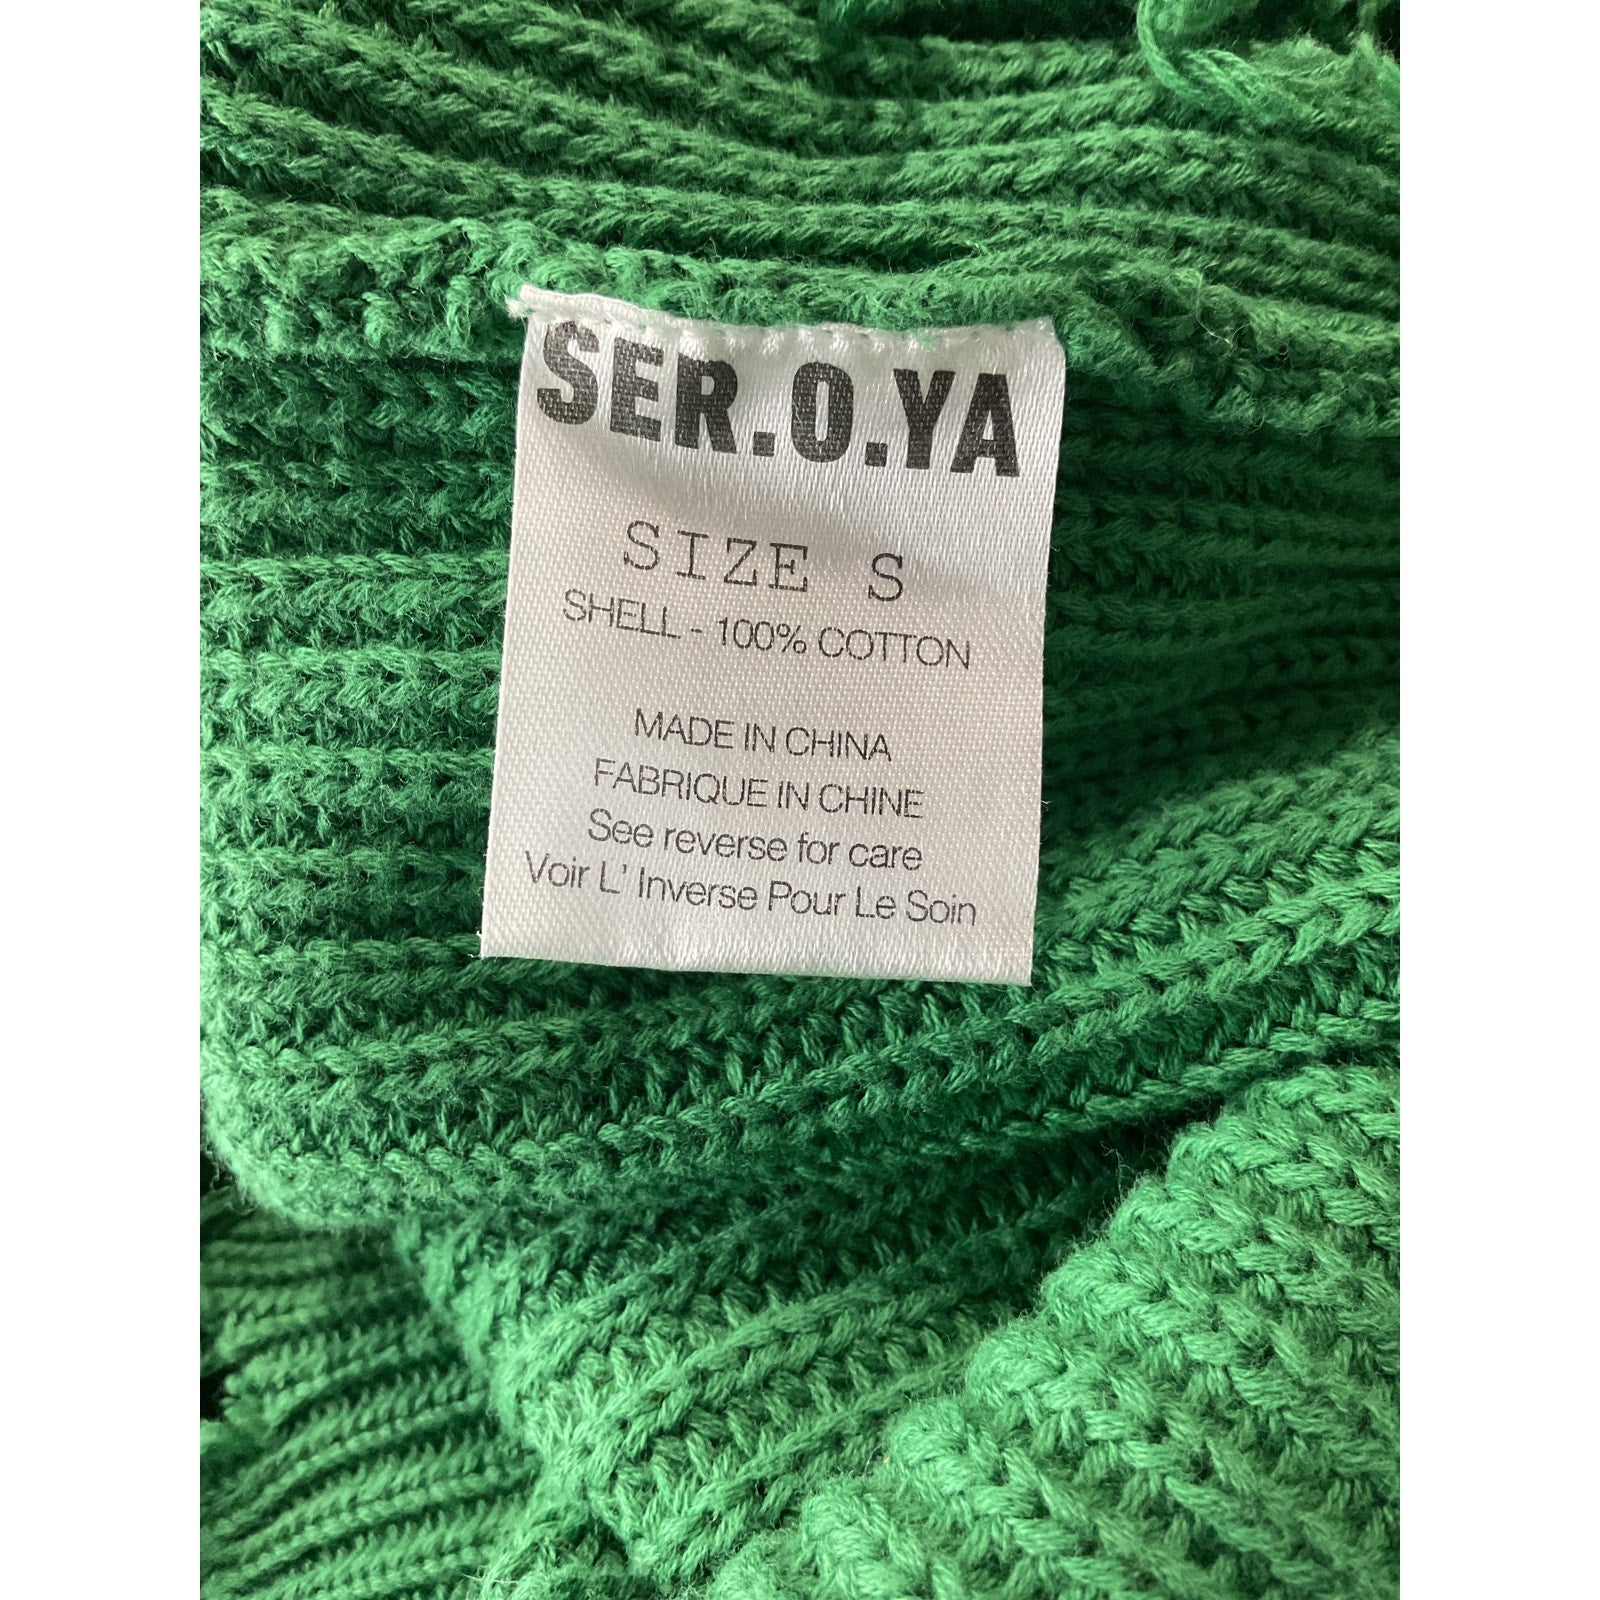 SER.O.YA
SIZE S
SHELL - 100% COTTON
MADE IN CHINA
FABRIQUE IN CHINE
See reverse for care
Voir L' Inverse Pour Le Soin